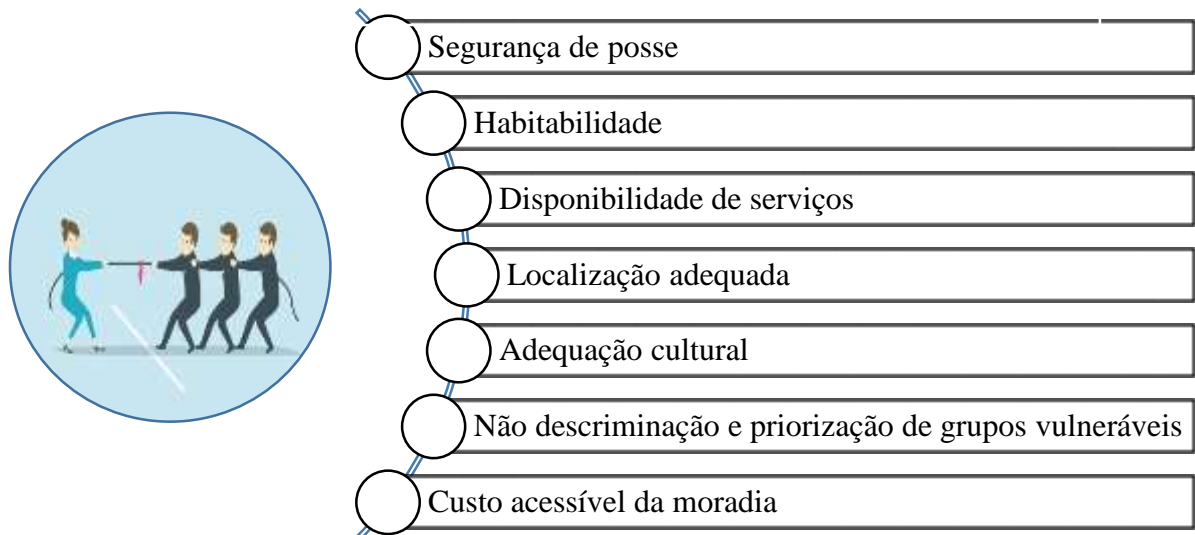 Segurança de posse
Habitabilidade
Disponibilidade de serviços
Localização adequada
Adequação cultural
Não descriminação e priorização de grupos vulneráveis
Custo acessível da moradia